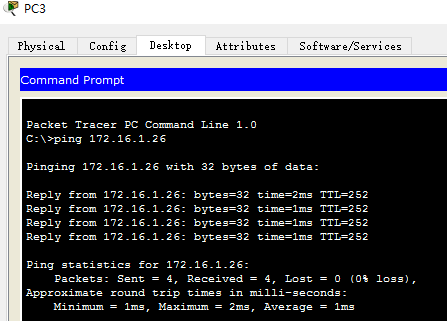 PC3
Physical Config Desktop Attributes Software/Services
Command Prompt
Packet Tracer PC Command Line 1.0
C:\>ping 172.16.1.26
Pinging 172.16.1.26 with 32 bytes of data:
Reply from 172.16.1.26: bytes=32 time=2ms TTL=252
Reply from 172.16.1.26: bytes=32 time=1ms TTL=252
Reply from 172.16.1.26: bytes=32 time=1ms TTL=252
Reply from 172.16.1.26: bytes=32 time=1ms TTL=252
Ping statistics for 172.16.1.26:
Packets: Sent = 4, Received = 4, Lost = 0 (0% loss),
Approximate round trip times in milli-seconds:
Minimum = 1ms, Maximum = 2ms, Average = 1ms